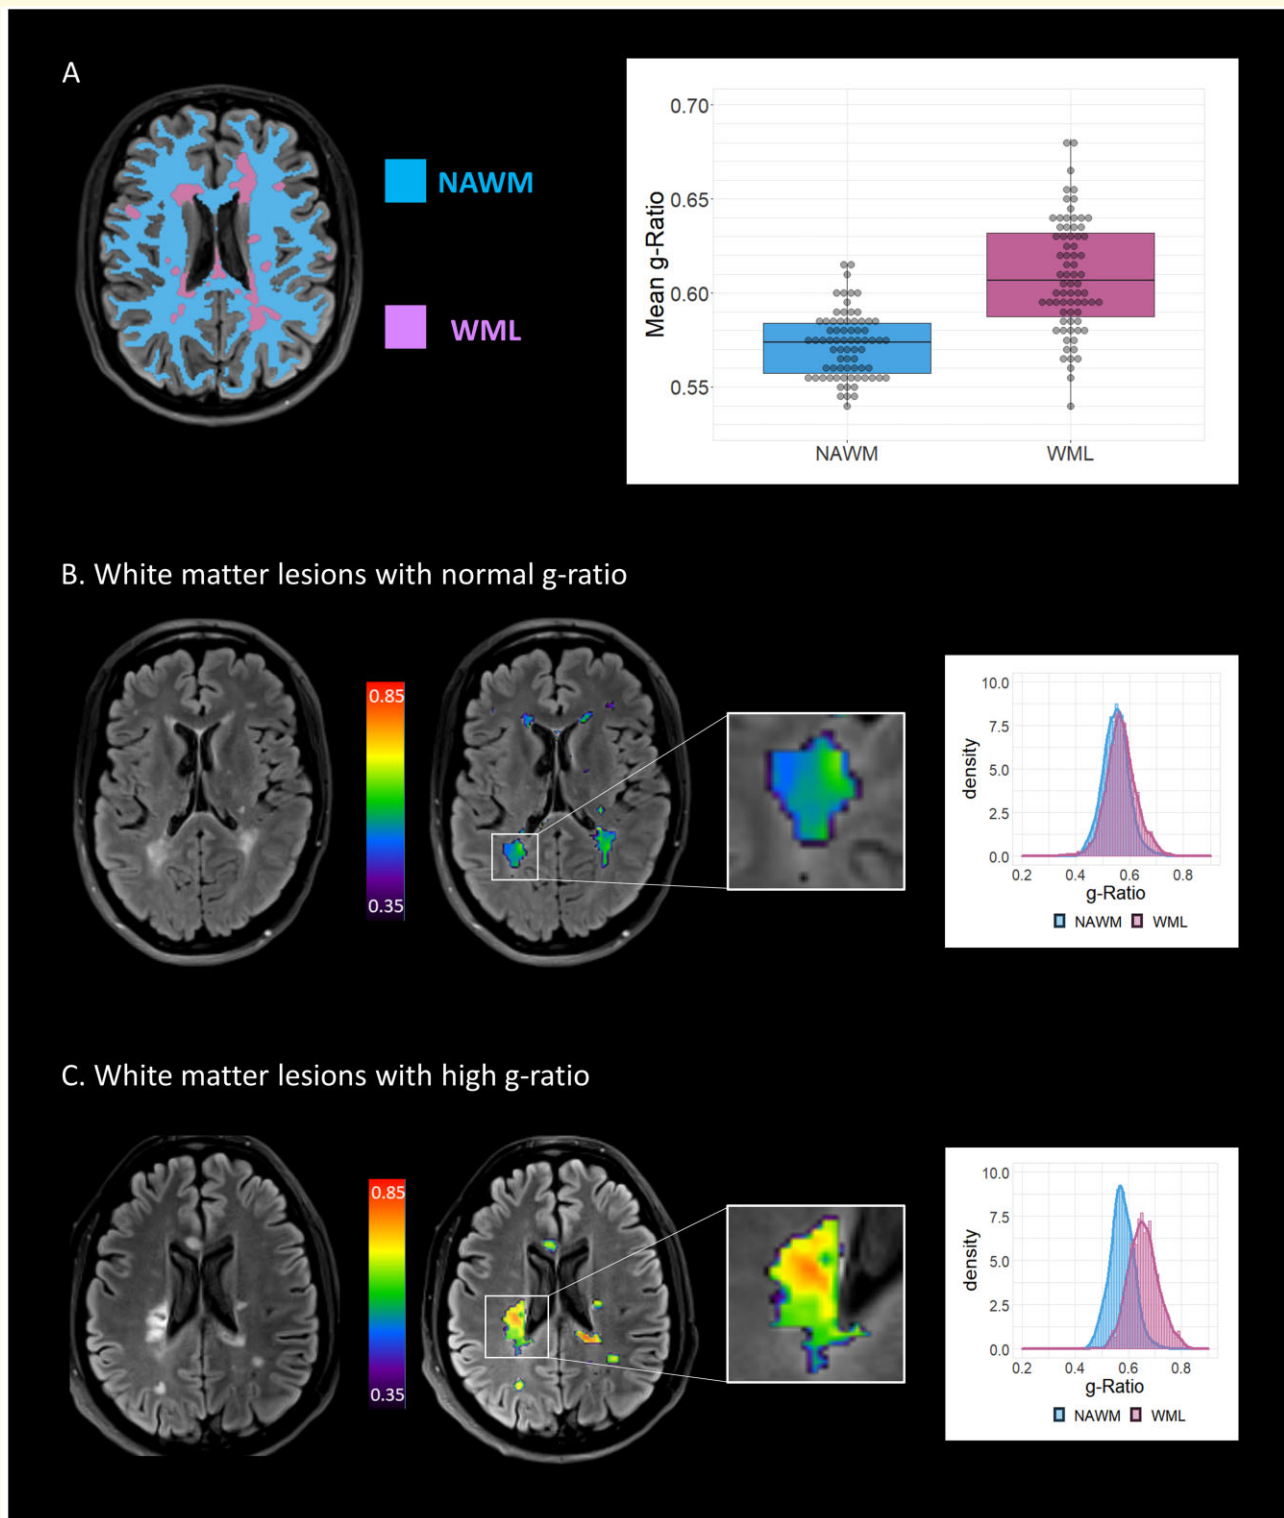 A
NAWM
WML
Mean g-Ratio
0.70
0.65
0.60
0.55
NAWM
WML
B. White matter lesions with normal g-ratio
0.85
0.35
density
10.0
7.5
5.0
2.5
0.0
0.2 0.4 0.6 0.8
g-Ratio
NAWM WML
C. White matter lesions with high g-ratio
0.85
0.35
density
10.0
7.5
5.0
2.5
0.0
0.2 0.4 0.6 0.8
g-Ratio
NAWM WML